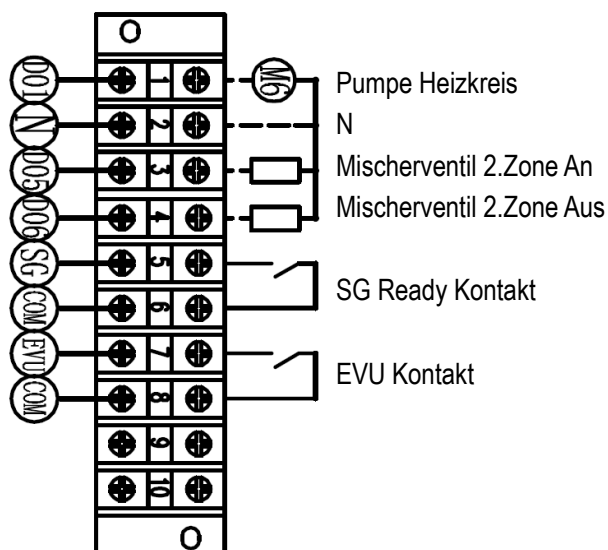 DO1 1 M6 Pumpe Heizkreis
N 2 N
DO5 3 Mischerventil 2.Zone An
DO6 4 Mischerventil 2.Zone Aus
SG 5
SG Ready Kontakt
COM 6
EVU 7
EVU Kontakt
COM 8
9
10